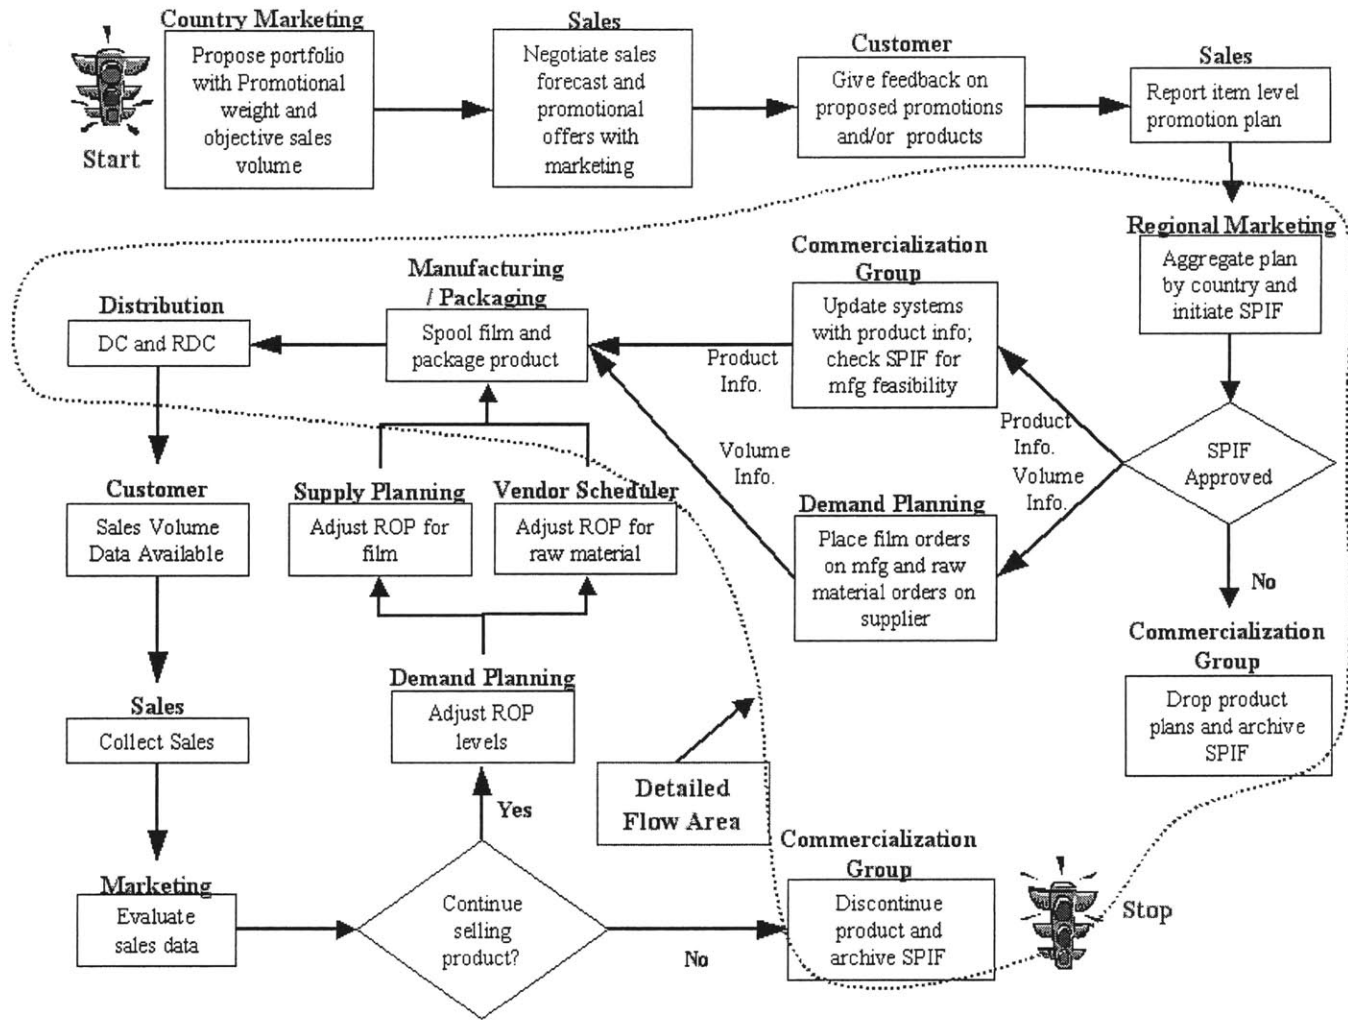 Country Marketing
Propose portfolio
with Promotional
weight and
objective sales
volume
Start
Sales
Negotiate sales
forecast and
promotional
offers with
marketing
Customer
Give feedback on
proposed promotions
and/or products
Sales
Report item level
promotion plan
Regional Marketing
Aggregate plan
by country and
initiate SPIF
Commercialization
Group
Update systems
with product info;
check SPIF for
mfg feasibility
Manufacturing
/ Packaging
Spool film and
package product
Distribution
DC and RDC
Product
Info.
Product
Info.
Volume
Info.
Volume
Info.
SPIF
Approved
No
Customer
Sales Volume
Data Available
Supply Planning
Adjust ROP for
film
Vendor Scheduler
Adjust ROP for
raw material
Demand Planning
Place film orders
on mfg and raw
material orders on
supplier
Commercialization
Group
Drop product
plans and archive
SPIF
Sales
Collect Sales
Demand Planning
Adjust ROP
levels
Yes
Detailed
Flow Area
Marketing
Evaluate
sales data
Continue
selling
product?
No
Commercialization
Group
Discontinue
product and
archive SPIF
Stop